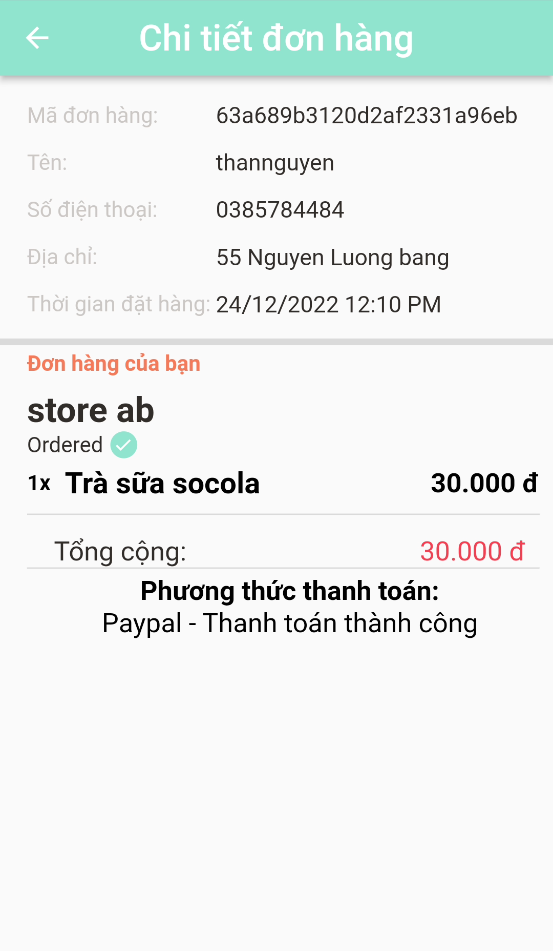 Chi tiết đơn hàng
Mã đơn hàng: 63a689b3120d2af2331a96eb
Tên: thannguyen
Số điện thoại: 0385784484
Địa chỉ: 55 Nguyen Luong bang
Thời gian đặt hàng: 24/12/2022 12:10 PM
Đơn hàng của bạn
store ab
Ordered
1x Trà sữa socola 30.000 đ
Tổng cộng: 30.000 đ
Phương thức thanh toán:
Paypal - Thanh toán thành công